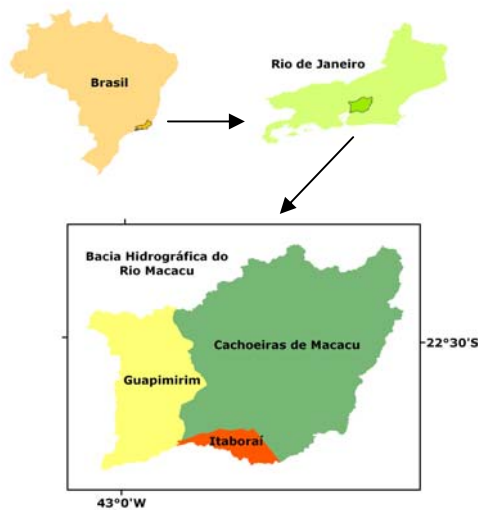 Brasil
Rio de Janeiro
Bacia Hidrográfica do
Rio Macacu
Cachoeiras de Macacu
22°30'S
Guapimirim
Itaboraí
43°0'W